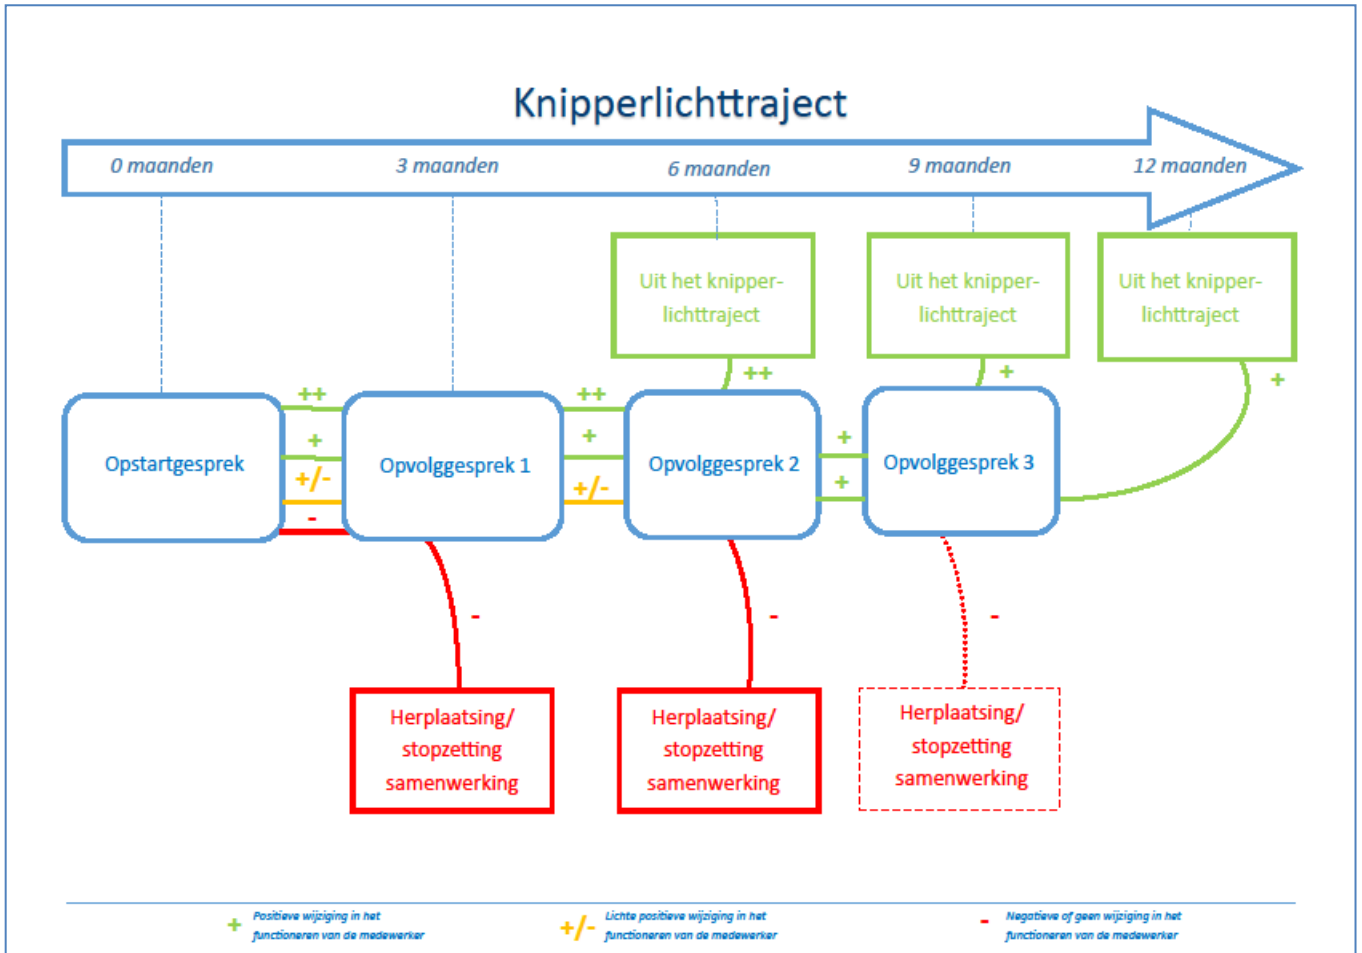 Knipperlichttraject
0 maanden
3 maanden
6 maanden
9 maanden
12 maanden
Uit het knipper-
lichttraject
Uit het knipper-
lichttraject
Uit het knipper-
lichttraject
++
+
+
++
+
+/-
-
++
+
+/-
+
+
Opstartgesprek
Opvolggesprek 1
Opvolggesprek 2
Opvolggesprek 3
-
-
-
Herplaatsing/
stopzetting
samenwerking
Herplaatsing/
stopzetting
samenwerking
Herplaatsing/
stopzetting
samenwerking
+ Positieve wijziging in het
functioneren van de medewerker
+/- Lichte positieve wijziging in het
functioneren van de medewerker
- Negatieve of geen wijziging in het
functioneren van de medewerker